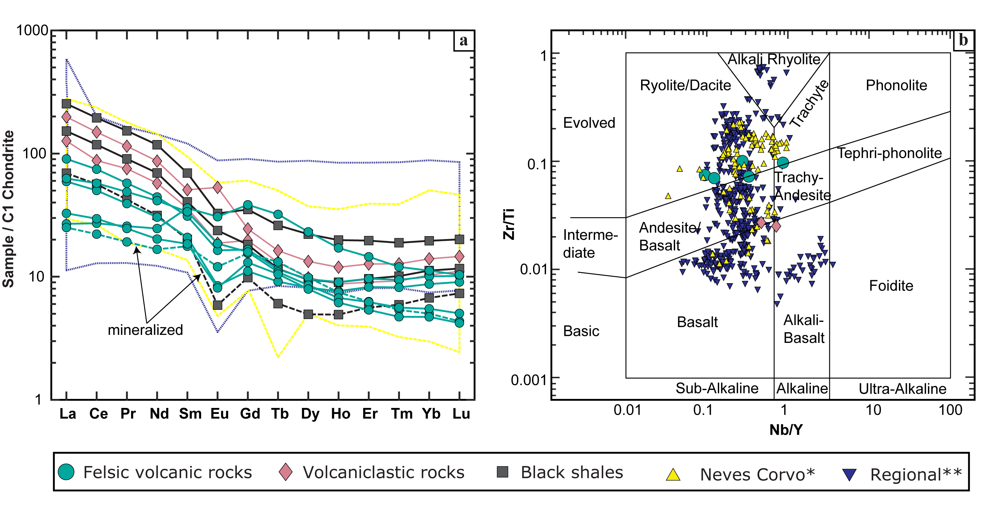 a
1000
100
10
1
Sample / C1 Chondrite
La Ce Pr Nd Sm Eu Gd Tb Dy Ho Er Tm Yb Lu
mineralized
b
1
0.1
0.01
0.001
Zr/Ti
Alkali Rhyolite
Ryolite/Dacite
Trachyte
Phonolite
Evolved
Tephri-phonolite
Trachy-
Andesite
Interme-
diate
Andesite/
Basalt
Foidite
Basic
Basalt
Alkali-
Basalt
Sub-Alkaline
Alkaline
Ultra-Alkaline
0.01 0.1 1 10 100
Nb/Y
Felsic volcanic rocks
Volcaniclastic rocks
Black shales
Neves Corvo*
Regional**